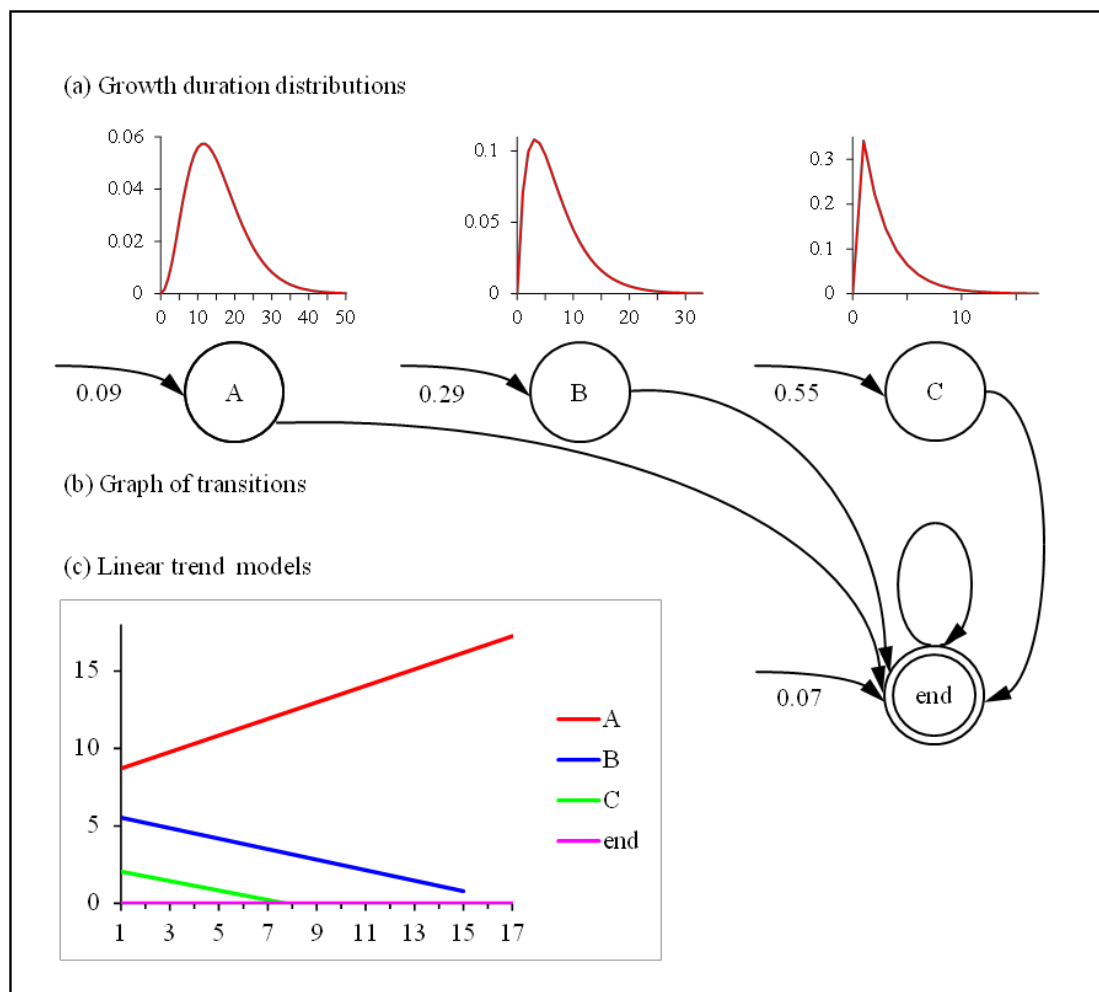 (a) Growth duration distributions
0.06
0.04
0.02
0
0 10 20 30 40 50
0.1
0.05
0
0 10 20 30
0.3
0.2
0.1
0
0 10
0.09 A
0.29 B
0.55 C
(b) Graph of transitions
(c) Linear trend models
15
10
5
0
1 3 5 7 9 11 13 15 17
A
B
C
end
0.07 end